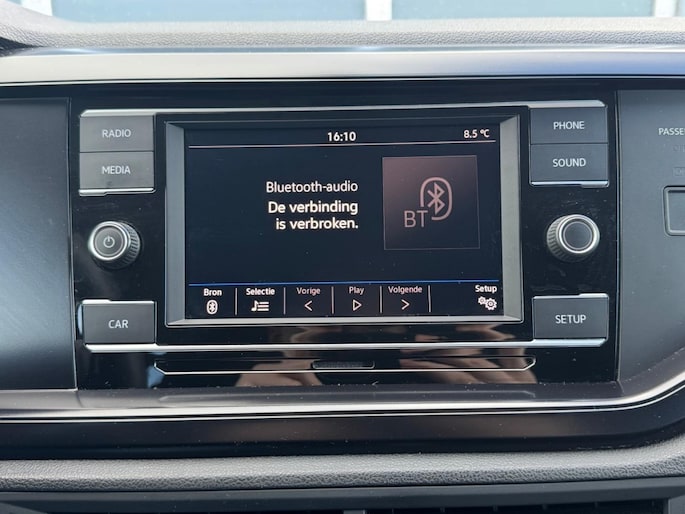 RADIO
MEDIA
CAR
16:10
8.5 °C
Bluetooth-audio
De verbinding
is verbroken.
BT
Bron
Selectie
Vorige
Play
Volgende
Setup
PHONE
SOUND
SETUP